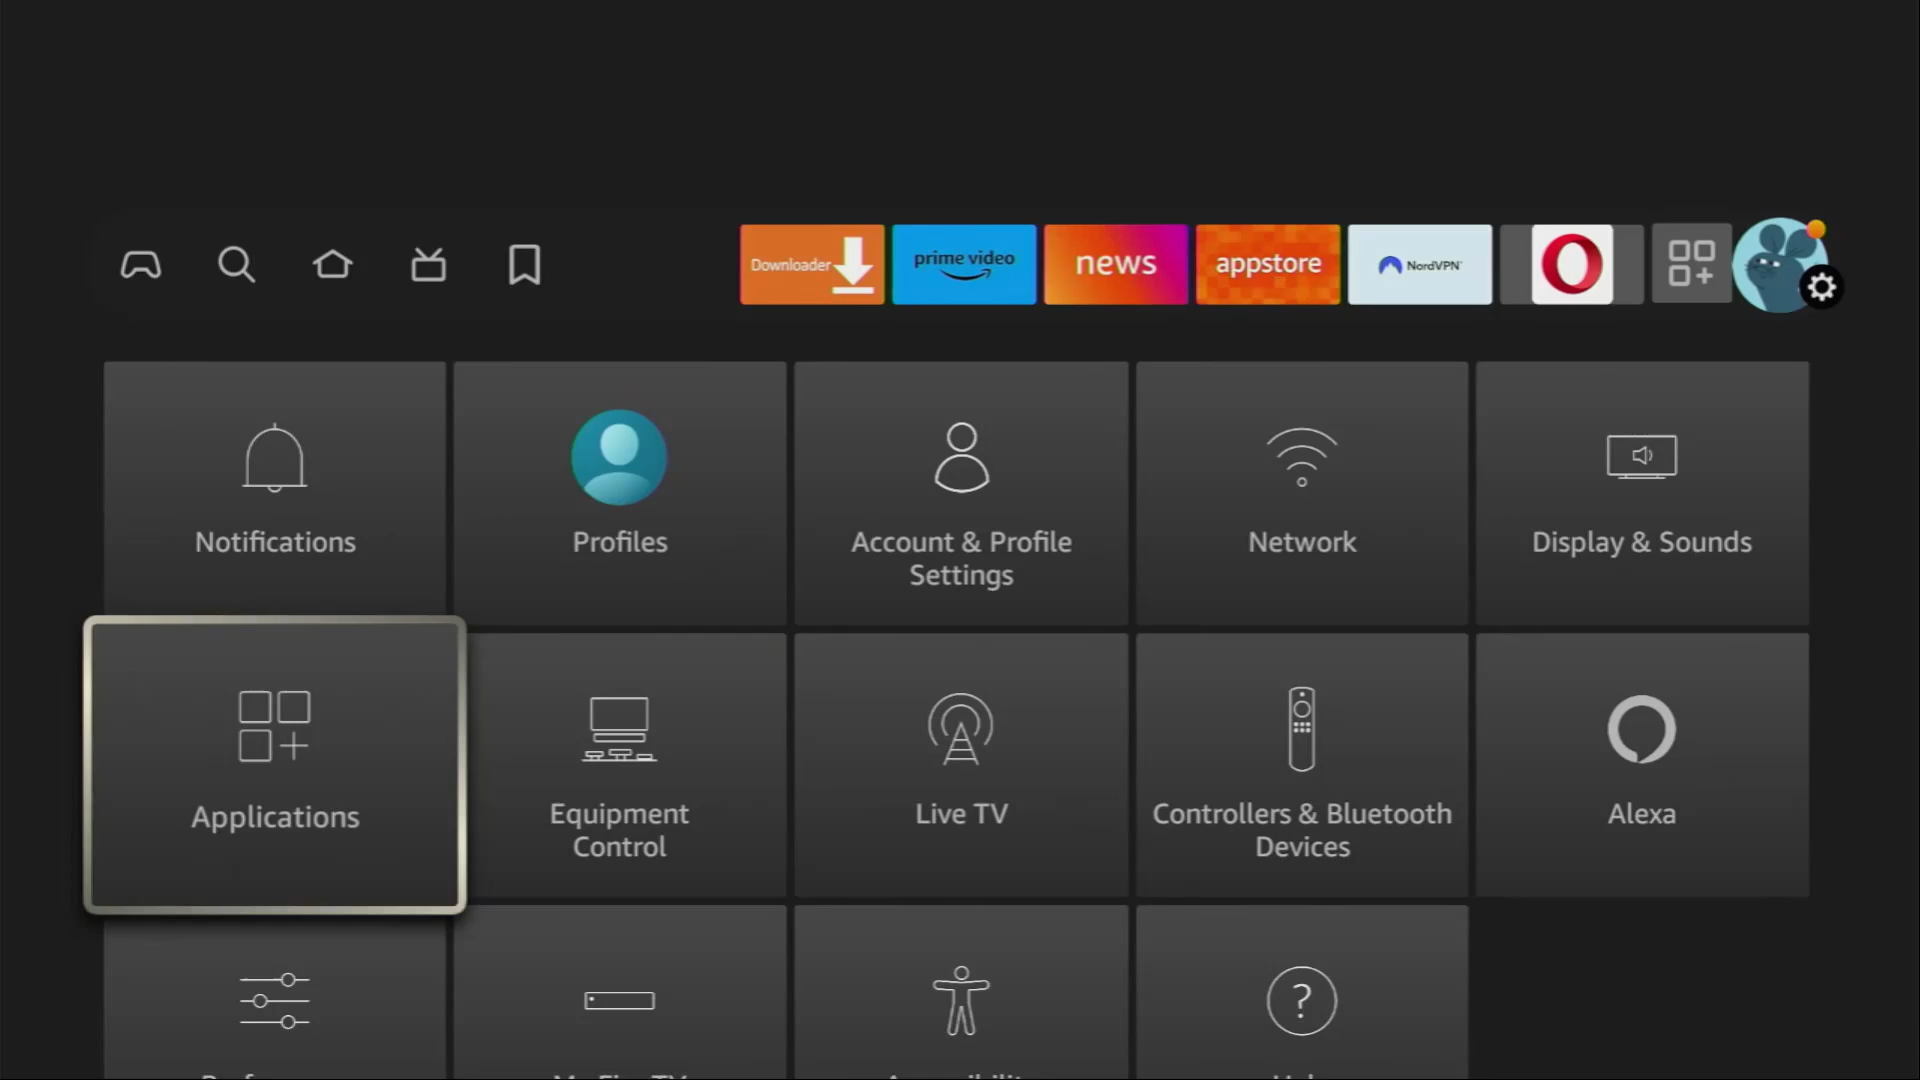 Downloader
prime video
news
appstore
NordVPN
Notifications
Profiles
Account & Profile
Settings
Network
Display & Sounds
Applications
Equipment
Control
Live TV
Controllers & Bluetooth
Devices
Alexa
?